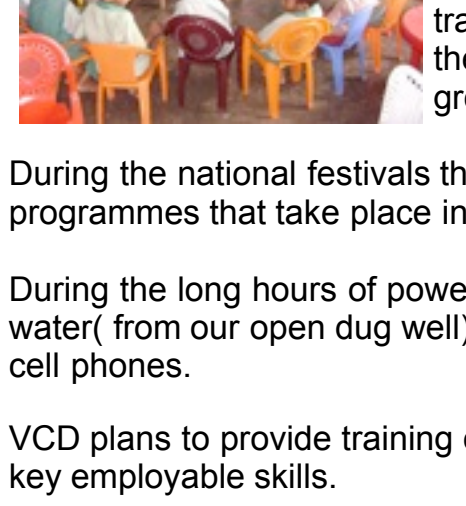 tra
the
gre
During the national festivals th
programmes that take place in
During the long hours of powe
water( from our open dug well)
cell phones.
VCD plans to provide training
key employable skills.